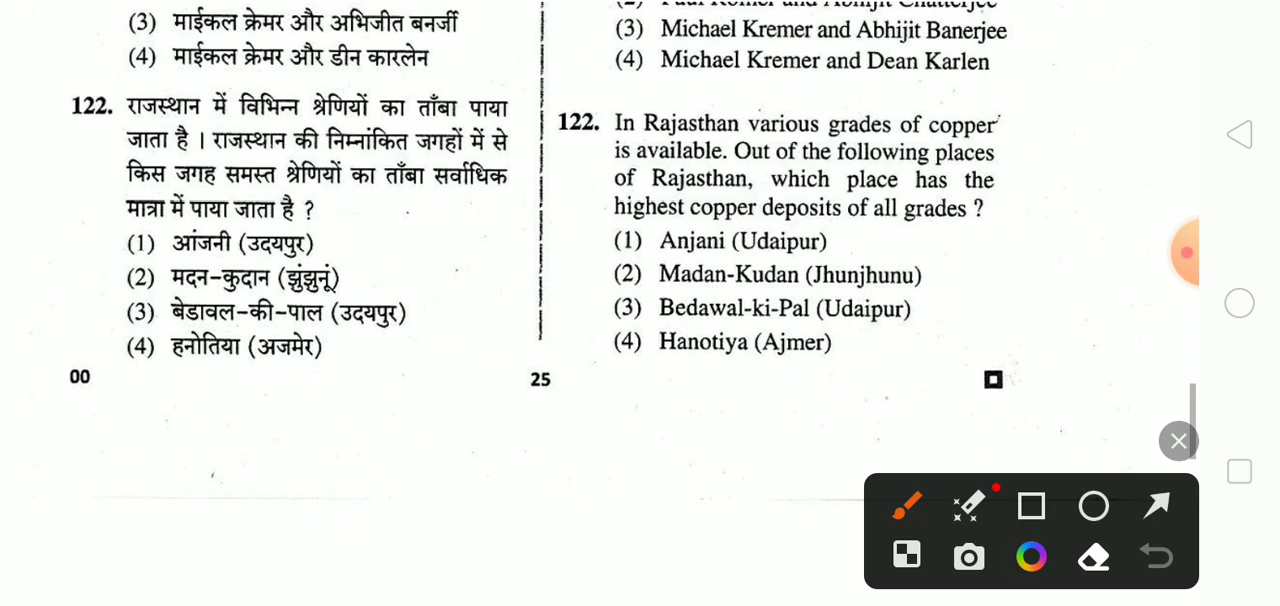 (3) माईकल क्रेमर और अभिजीत बनर्जी
(4) माईकल क्रेमर और डीन कारलेन
122. राजस्थान में विभिन्न श्रेणियों का ताँबा पाया
जाता है । राजस्थान की निम्नांकित जगहों में से
किस जगह समस्त श्रेणियों का ताँबा सर्वाधिक
मात्रा में पाया जाता है ?
(1) आंजनी (उदयपुर)
(2) मदन-कुदान (झुंझुनूं)
(3) बेडावल-की-पाल (उदयपुर)
(4) हनोतिया (अजमेर)
00
(3) Michael Kremer and Abhijit Banerjee
(4) Michael Kremer and Dean Karlen
122. In Rajasthan various grades of copper
is available. Out of the following places
of Rajasthan, which place has the
highest copper deposits of all grades ?
(1) Anjani (Udaipur)
(2) Madan-Kudan (Jhunjhunu)
(3) Bedawal-ki-Pal (Udaipur)
(4) Hanotiya (Ajmer)
25